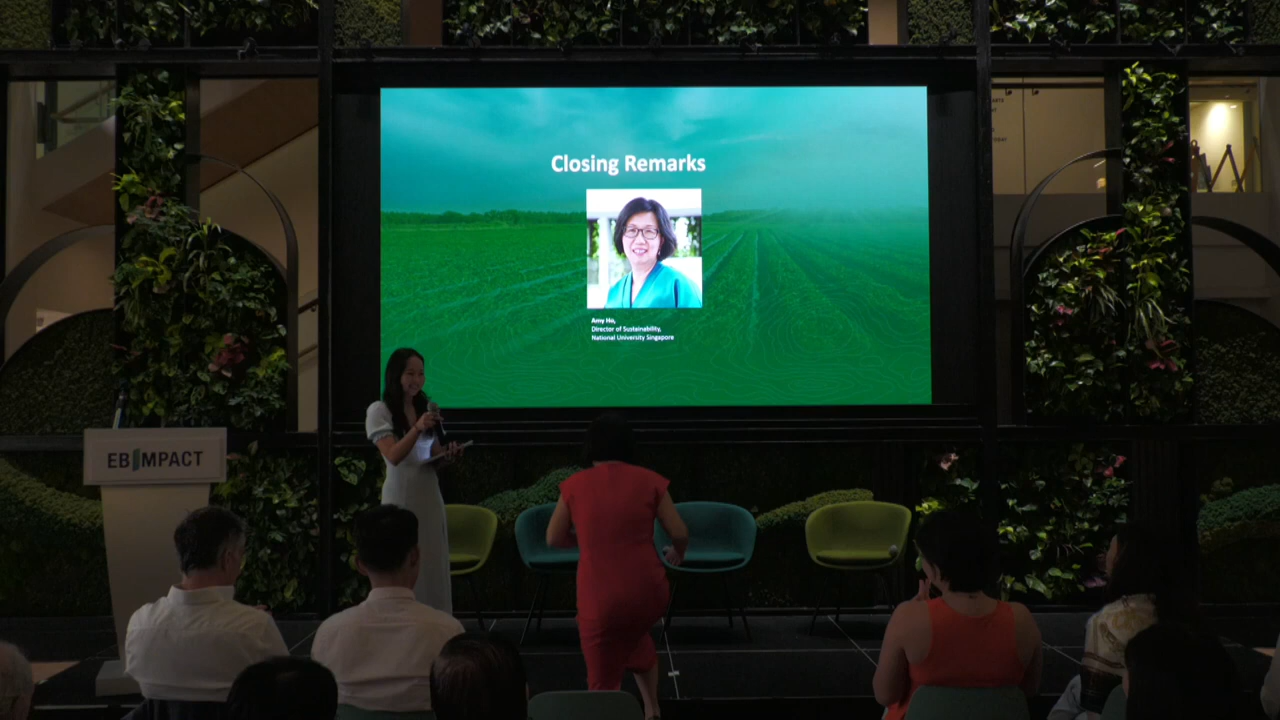 Closing Remarks
Amy Ho,
Director of Sustainability,
National University Singapore
EB IMPACT